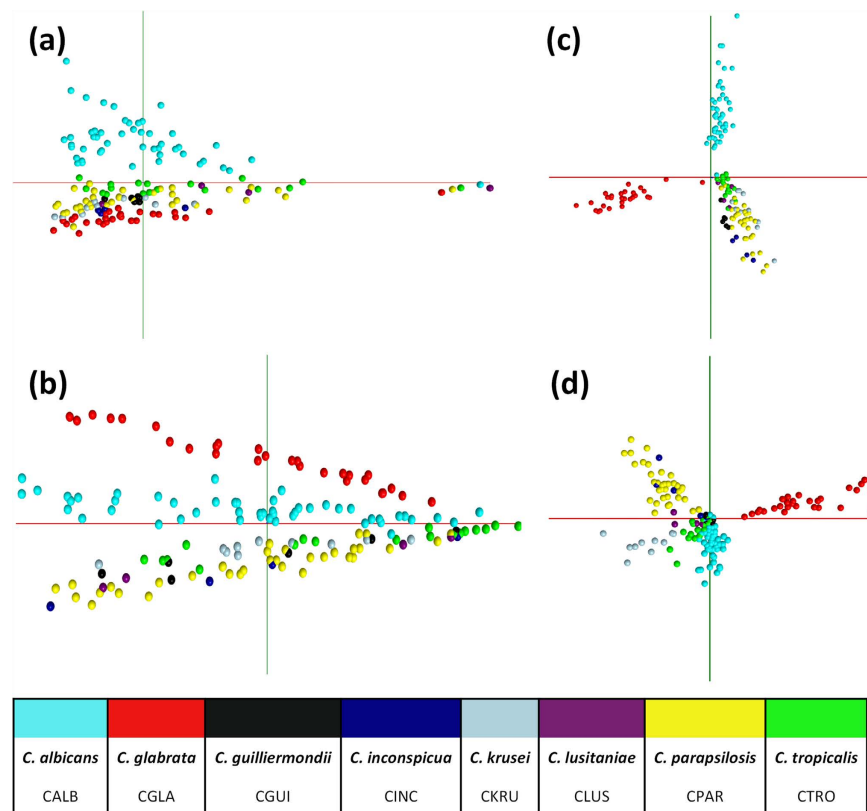 (a)
(c)
(b)
(d)
C. albicans C. glabrata C. guilliermondii C. inconspicua C. krusei C. lusitaniae C. parapsilosis C. tropicalis
CALB CGLA CGUI CINC CKRU CLUS CPAR CTRO